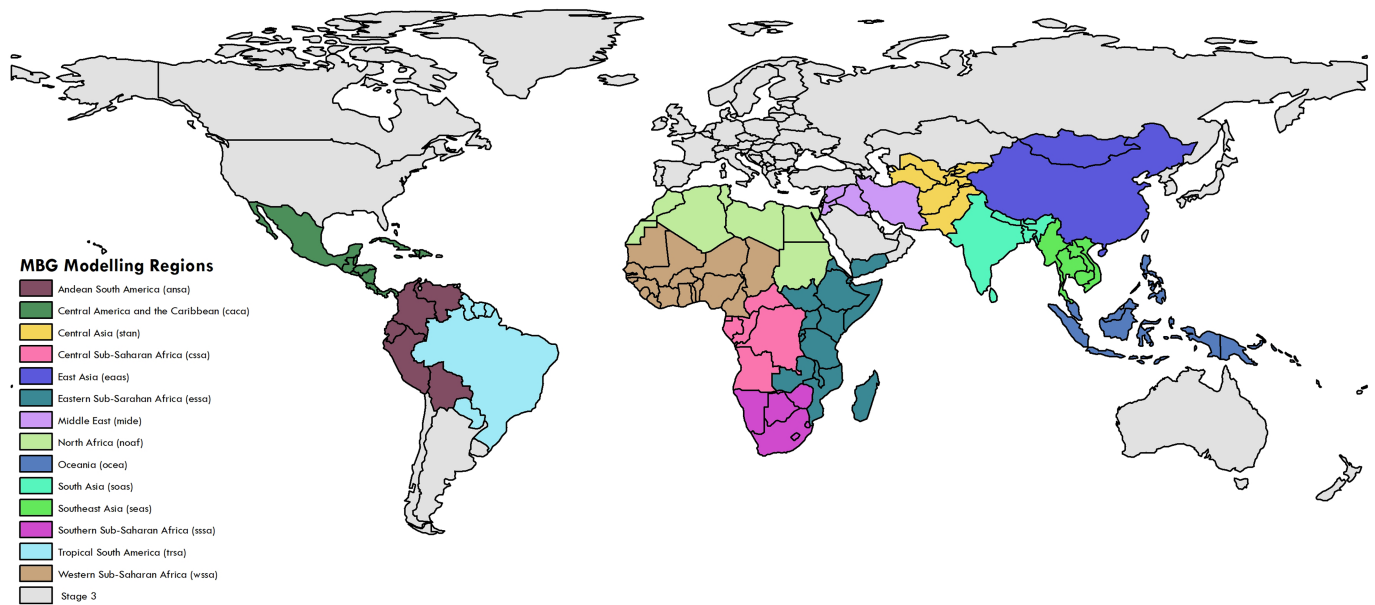 MBG Modelling Regions
Andean South America (ansa)
Central America and the Caribbean (caca)
Central Asia (stan)
Central Sub-Saharan Africa (cssa)
East Asia (eaas)
Eastern Sub-Sarahan Africa (essa)
Middle East (mide)
North Africa (noaf)
Oceania (ocea)
South Asia (soas)
Southeast Asia (seas)
Southern Sub-Saharan Africa (sssa)
Tropical South America (trsa)
Western Sub-Saharan Africa (wssa)
Stage 3